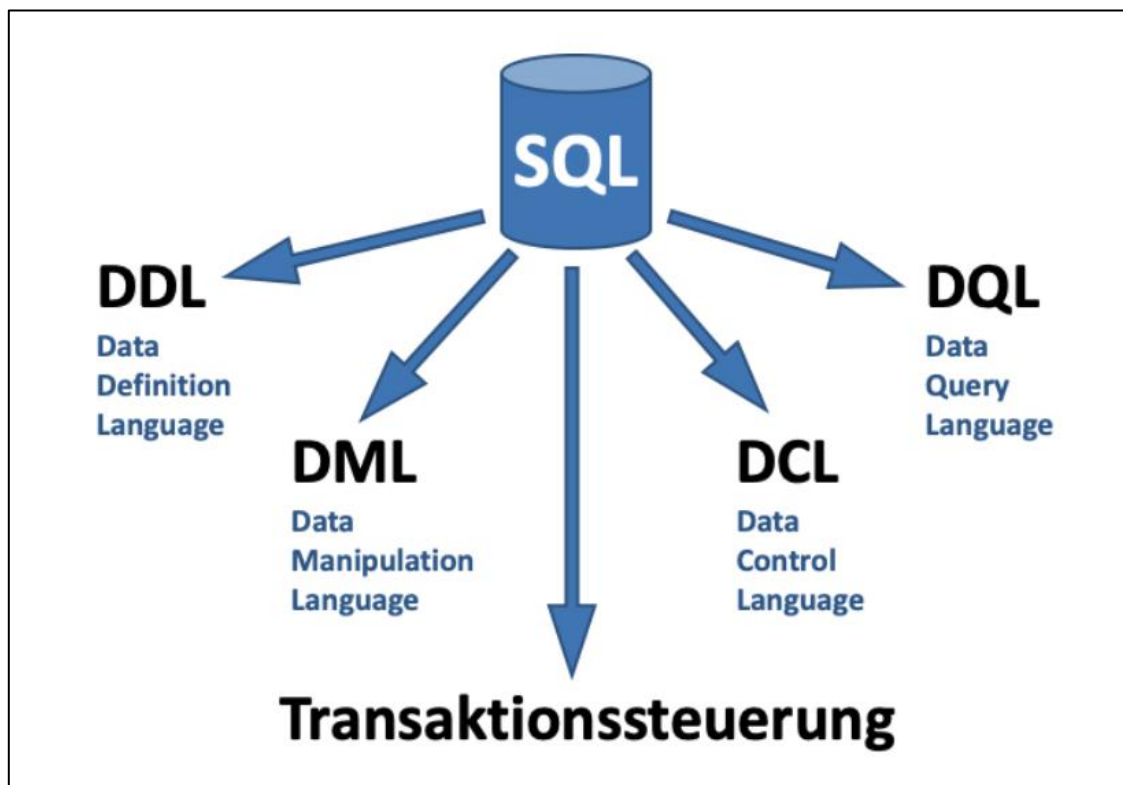 SQL
DDL
Data
Definition
Language
DQL
Data
Query
Language
DML
Data
Manipulation
Language
DCL
Data
Control
Language
Transaktionssteuerung